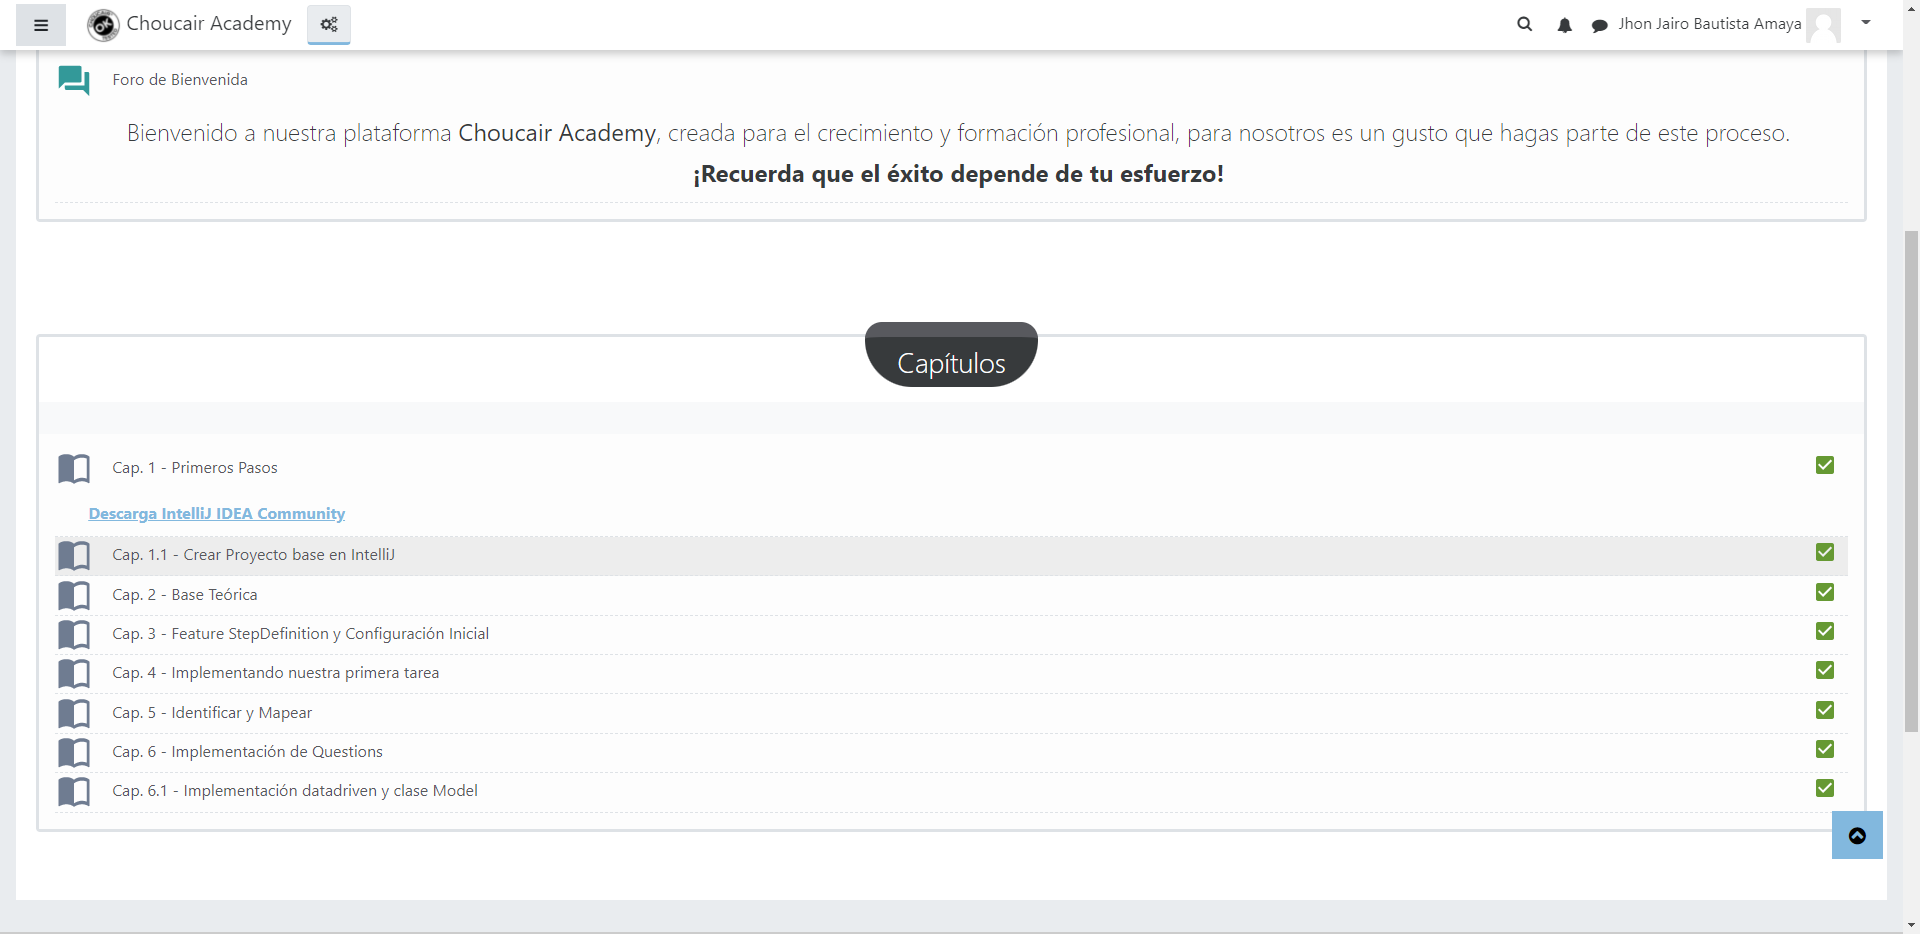 Choucair Academy
Jhon Jairo Bautista Amaya
Foro de Bienvenida
Bienvenido a nuestra plataforma Choucair Academy, creada para el crecimiento y formación profesional, para nosotros es un gusto que hagas parte de este proceso.
¡Recuerda que el éxito depende de tu esfuerzo!
Capítulos
Cap. 1 - Primeros Pasos
Descarga IntelliJ IDEA Community
Cap. 1.1 - Crear Proyecto base en IntelliJ
Cap. 2 - Base Teórica
Cap. 3 - Feature StepDefinition y Configuración Inicial
Cap. 4 - Implementando nuestra primera tarea
Cap. 5 - Identificar y Mapear
Cap. 6 - Implementación de Questions
Cap. 6.1 - Implementación datadriven y clase Model